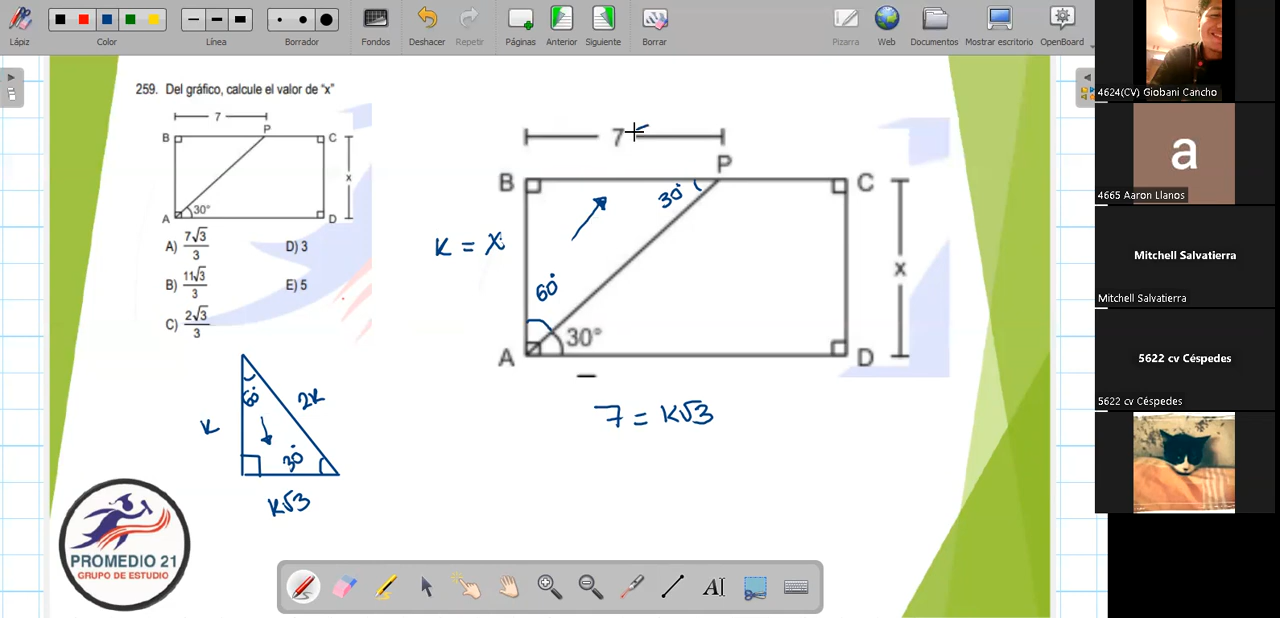 Lápiz
Color
Línea
Borrador
Fondos
Deshacer
Repetir
Páginas
Anterior
Siguiente
Borrar
Pizarra
Web
Documentos
Mostrar escritorio
OpenBoard
259. Del gráfico, calcule el valor de "x"
7
P
B
C
x
30°
A
D
A) 7√3/3
D) 3
B) 11√3/3
E) 5
C) 2√3/3
60°
2K
K
30°
K√3
7
P
B
C
30°
K = x
60°
x
30°
A
D
7 = K√3
PROMEDIO 21
GRUPO DE ESTUDIO
AI
4624(CV) Giobani Cancho
a
4665 Aaron Llanos
Mitchell Salvatierra
Mitchell Salvatierra
5622 cv Céspedes
5622 cv Céspedes